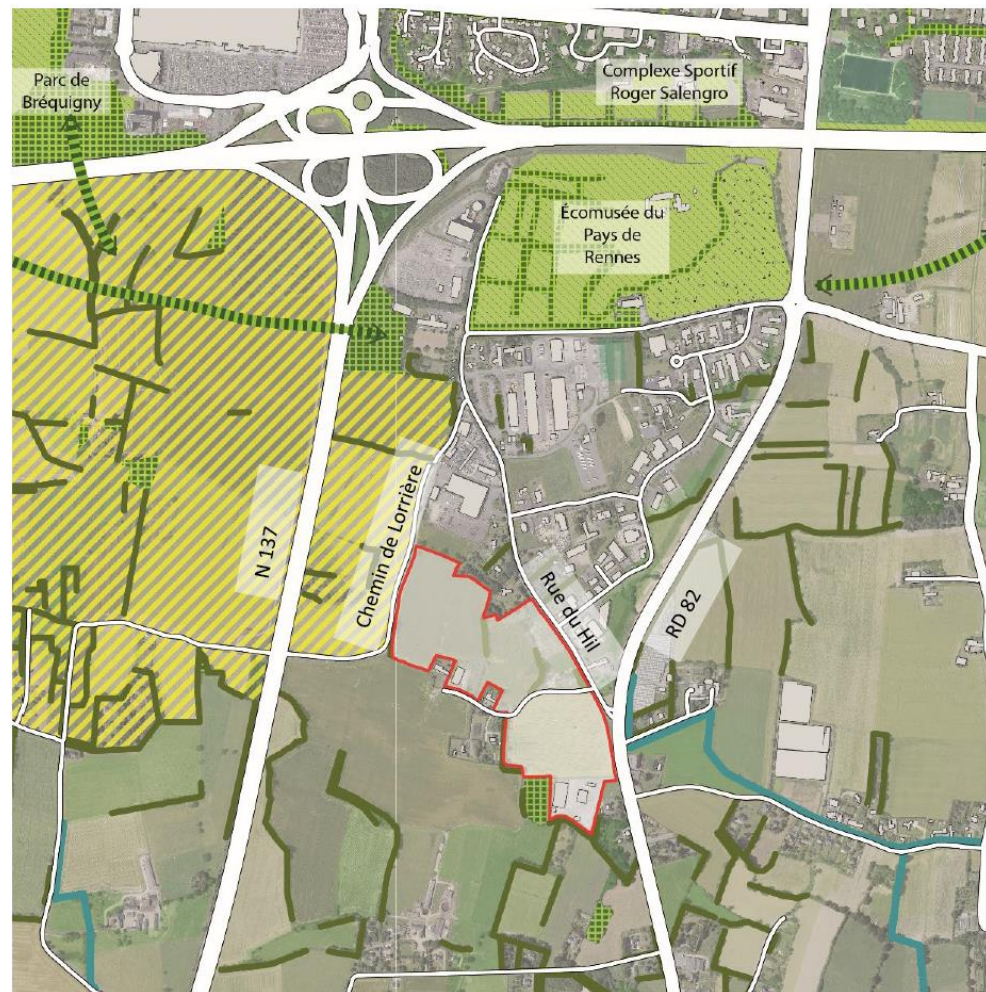 Parc de
Bréquigny
Complexe Sportif
Roger Salengro
Écomusée du
Pays de
Rennes
N 137
Chemin de Lorrière
Rue du Hil
RD 82